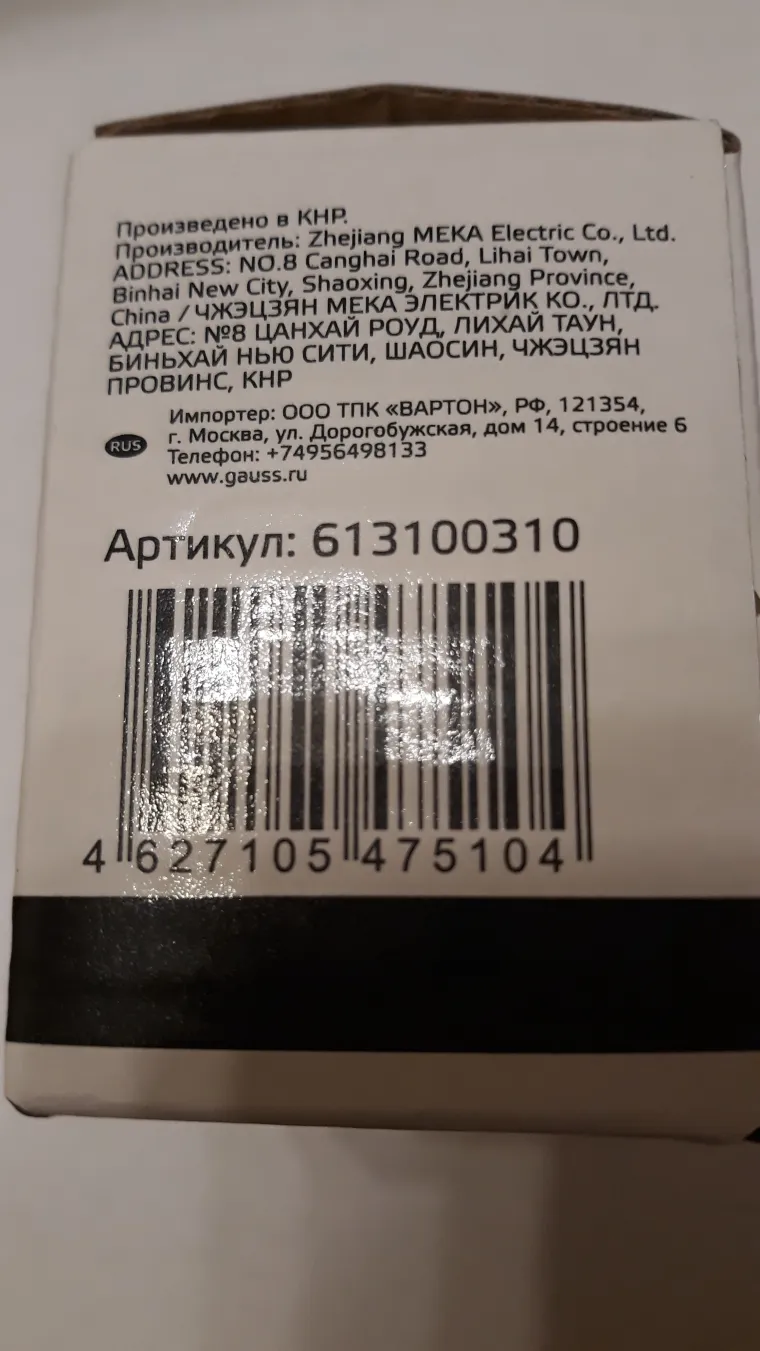 Произведено в КНР.
Производитель: Zhejiang MEKA Electric Co., Ltd.
ADDRESS: NO.8 Canghai Road, Lihai Town,
Binhai New City, Shaoxing, Zhejiang Province,
China / ЧЖЭЦЗЯН МЕКА ЭЛЕКТРИК КО., ЛТД.
АДРЕС: №8 ЦАНХАЙ РОУД, ЛИХАЙ ТАУН,
БИНЬХАЙ НЬЮ СИТИ, ШАОСИН, ЧЖЭЦЗЯН
ПРОВИНС, КНР
RUS
Импортер: ООО ТПК «ВАРТОН», РФ, 121354,
г. Москва, ул. Дорогобужская, дом 14, строение 6
Телефон: +74956498133
www.gauss.ru
Артикул: 613100310
4 627105 475104